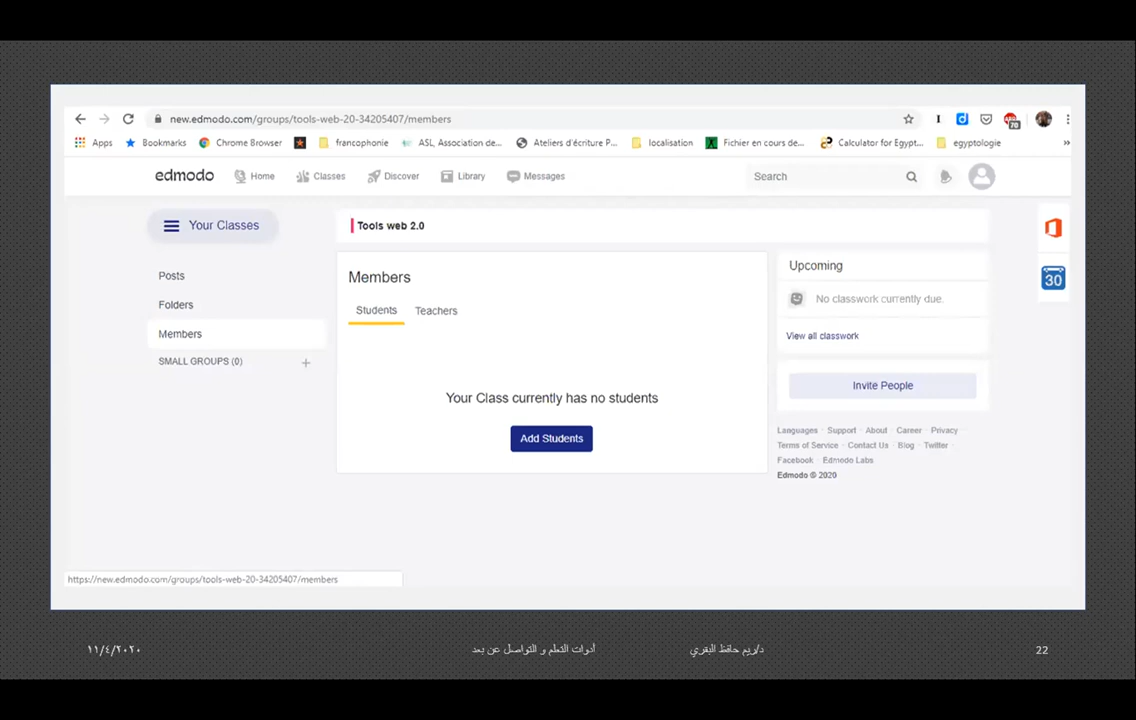 new.edmodo.com/groups/tools-web-20-34205407/members
Apps Bookmarks Chrome Browser francophonie ASL, Association de... Ateliers d'écriture P... localisation Fichier en cours de... Calculator for Egypt... egyptologie »
edmodo Home Classes Discover Library Messages Search
Your Classes
Tools web 2.0
Posts
Folders
Members
SMALL GROUPS (0) +
Members
Students Teachers
Your Class currently has no students
Add Students
Upcoming
No classwork currently due.
View all classwork
Invite People
Languages · Support · About · Career · Privacy ·
Terms of Service · Contact Us · Blog · Twitter ·
Facebook · Edmodo Labs
Edmodo © 2020
30
70
https://new.edmodo.com/groups/tools-web-20-34205407/members
١١/٤/٢٠٢٠
أدوات التعلم و التواصل عن بعد
د/ريم حافظ البقري
22